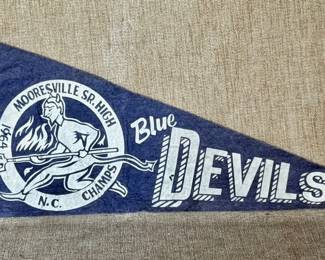 MOORESVILLE SR. HIGH
1964
N.C. CHAMPS
Blue
DEVILS